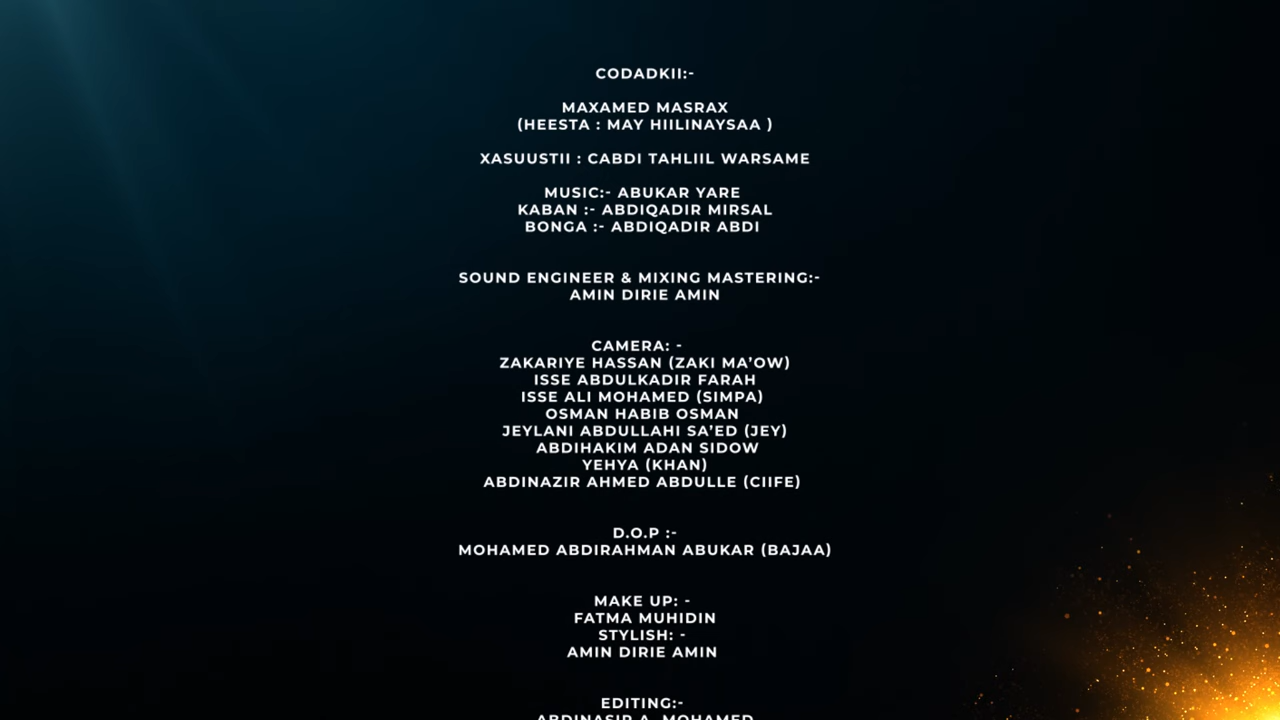 CODADKII:-
MAXAMED MASRAX
(HEESTA : MAY HIILINAYSAA )
XASUUSTII : CABDI TAHLIIL WARSAME
MUSIC:- ABUKAR YARE
KABAN :- ABDIQADIR MIRSAL
BONGA :- ABDIQADIR ABDI
SOUND ENGINEER & MIXING MASTERING:-
AMIN DIRIE AMIN
CAMERA: -
ZAKARIYE HASSAN (ZAKI MA’OW)
ISSE ABDULKADIR FARAH
ISSE ALI MOHAMED (SIMPA)
OSMAN HABIB OSMAN
JEYLANI ABDULLAHI SA’ED (JEY)
ABDIHAKIM ADAN SIDOW
YEHYA (KHAN)
ABDINAZIR AHMED ABDULLE (CIIFE)
D.O.P :-
MOHAMED ABDIRAHMAN ABUKAR (BAJAA)
MAKE UP: -
FATMA MUHIDIN
STYLISH: -
AMIN DIRIE AMIN
EDITING:-
ABDINASIR A. MOHAMED